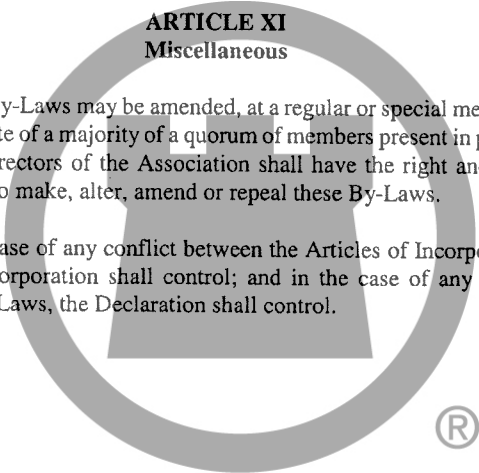 ARTICLE XI
Miscellaneous
y-Laws may be amended, at a regular or special me
te of a majority of a quorum of members present in p
rectors of the Association shall have the right an
o make, alter, amend or repeal these By-Laws.
ase of any conflict between the Articles of Incorp
corporation shall control; and in the case of any
Laws, the Declaration shall control.
®